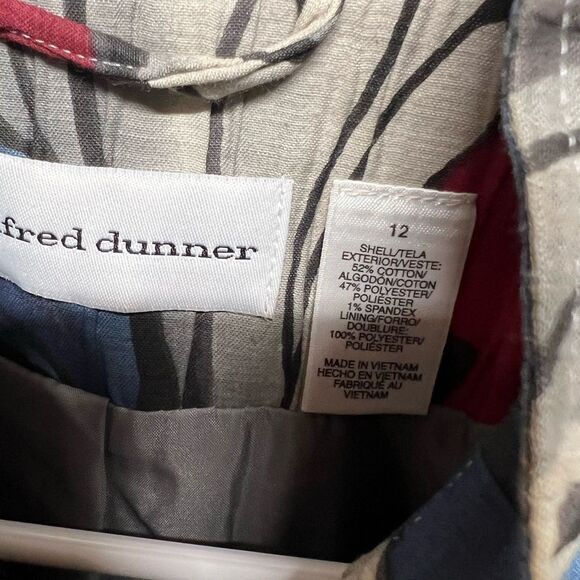 fred dunner
12
SHELL/TELA
EXTERIOR/VESTE:
52% COTTON/
ALGODÓN/COTON
47% POLYESTER/
POLIÉSTER
1% SPANDEX
LINING/FORRO/
DOUBLURE:
100% POLYESTER/
POLIÉSTER
MADE IN VIETNAM
HECHO EN VIETNAM
FABRIQUÉ AU
VIETNAM